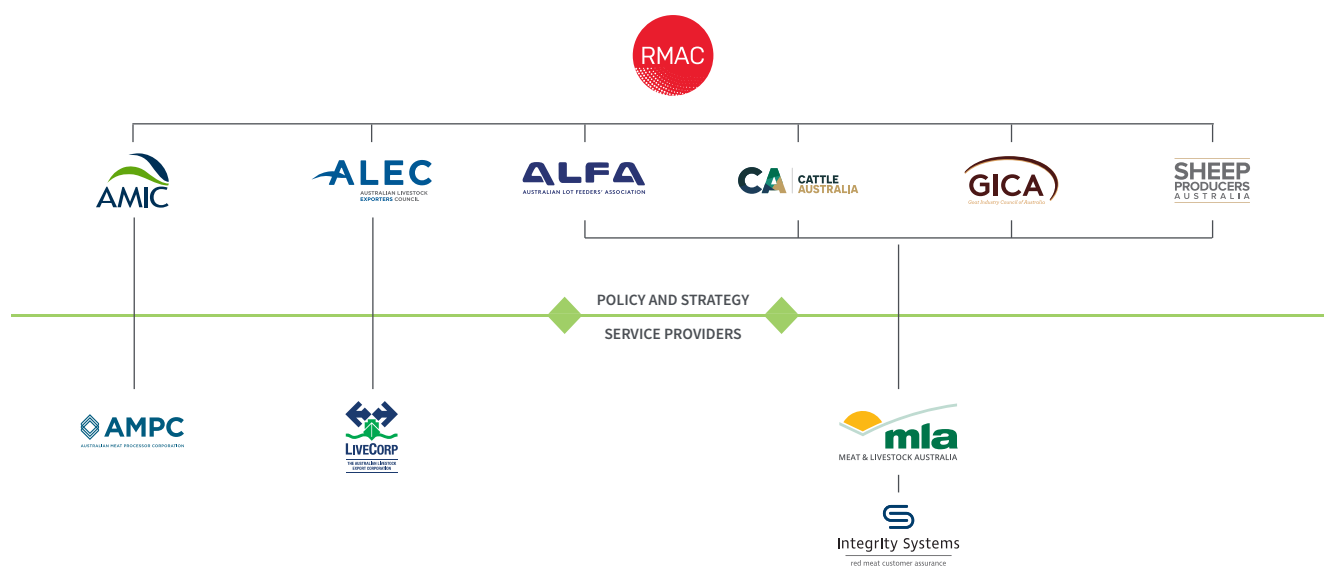 RMAC
AMIC
ALEC
AUSTRALIAN LIVESTOCK
EXPORTERS COUNCIL
ALFA
AUSTRALIAN LOT FEEDERS' ASSOCIATION
CA
CATTLE
AUSTRALIA
GICA
Goat Industry Council of Australia
SHEEP
PRODUCERS
AUSTRALIA
POLICY AND STRATEGY
SERVICE PROVIDERS
AMPC
AUSTRALIAN MEAT PROCESSOR CORPORATION
LIVECORP
THE AUSTRALIAN LIVESTOCK
EXPORT CORPORATION
mla
MEAT & LIVESTOCK AUSTRALIA
Integrity Systems
red meat customer assurance